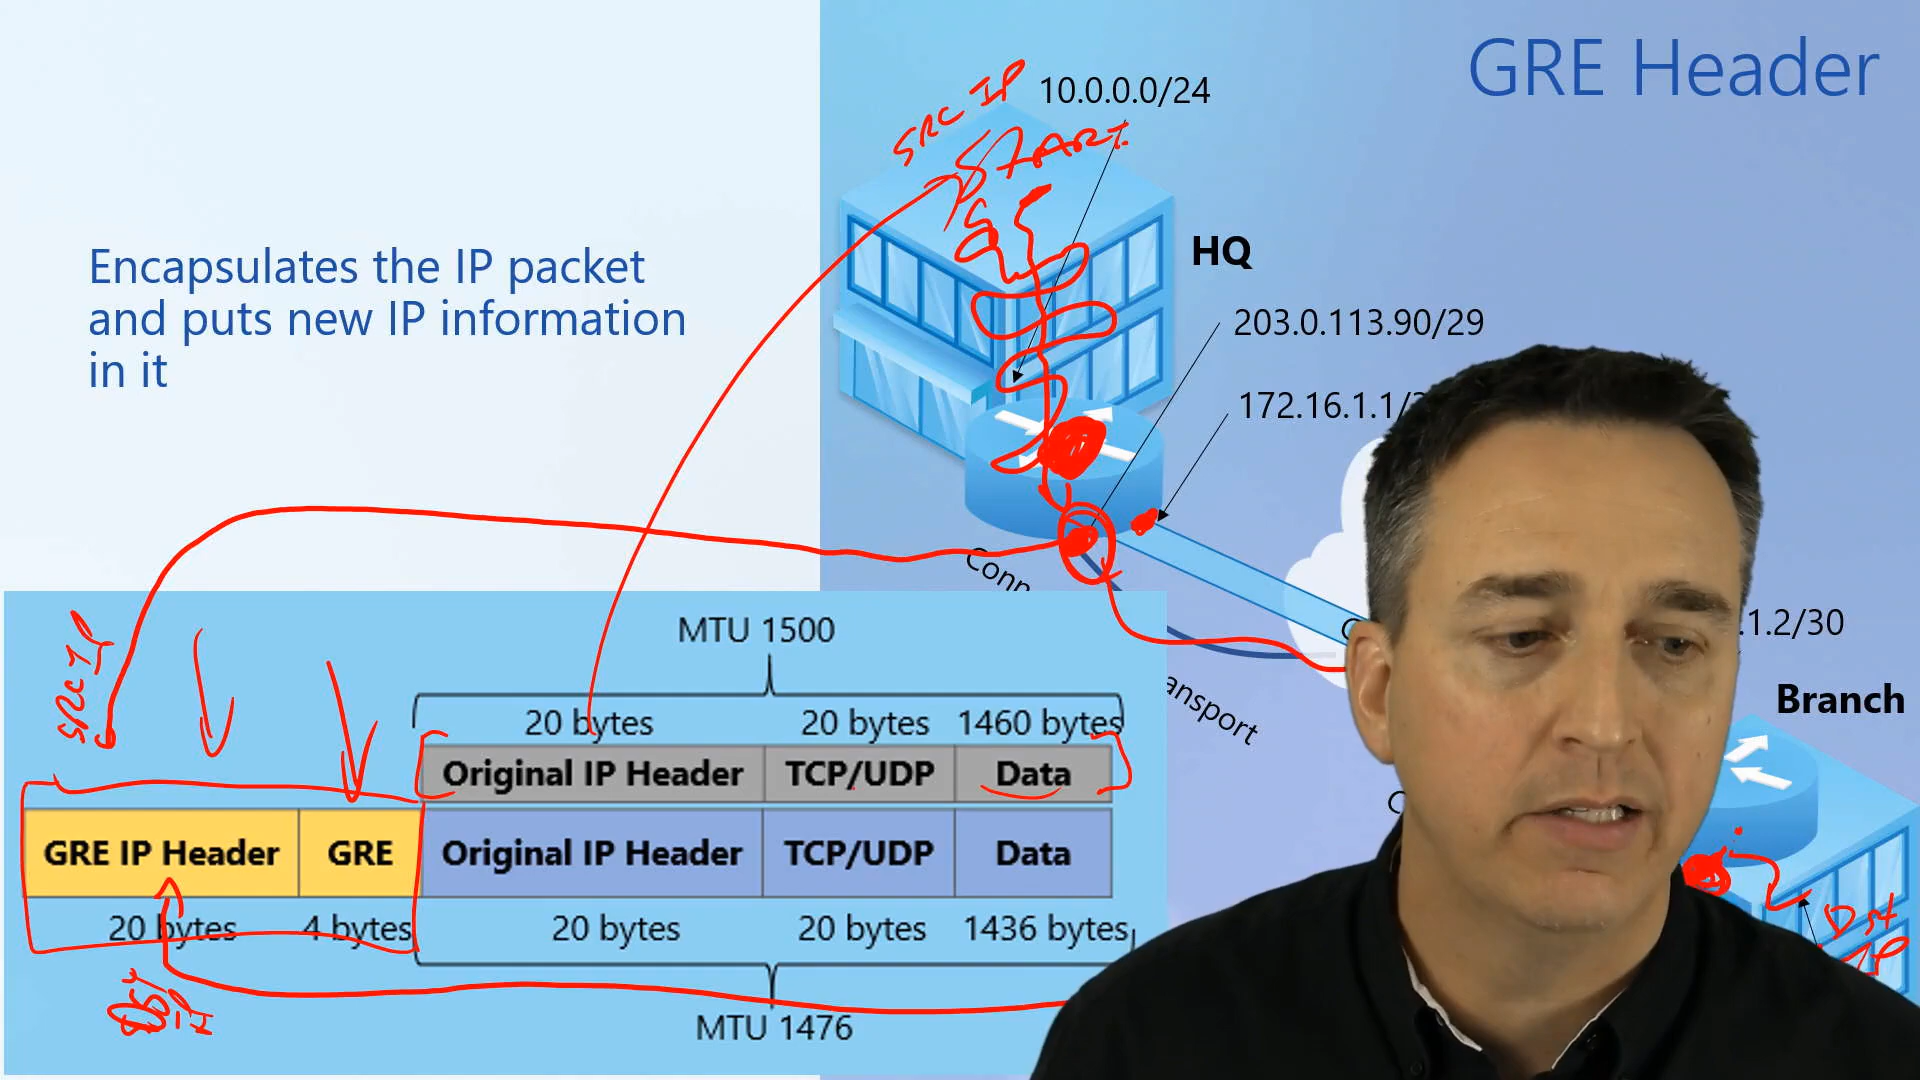 GRE Header
SRC IP
10.0.0.0/24
START
HQ
Encapsulates the IP packet
and puts new IP information
in it
203.0.113.90/29
172.16.1.1/
Conn
.1.2/30
Branch
ansport
SRC IP
MTU 1500
20 bytes 20 bytes 1460 bytes
Original IP Header TCP/UDP Data
GRE IP Header GRE Original IP Header TCP/UDP Data
20 bytes 4 bytes 20 bytes 20 bytes 1436 bytes
MTU 1476
Dst
IP